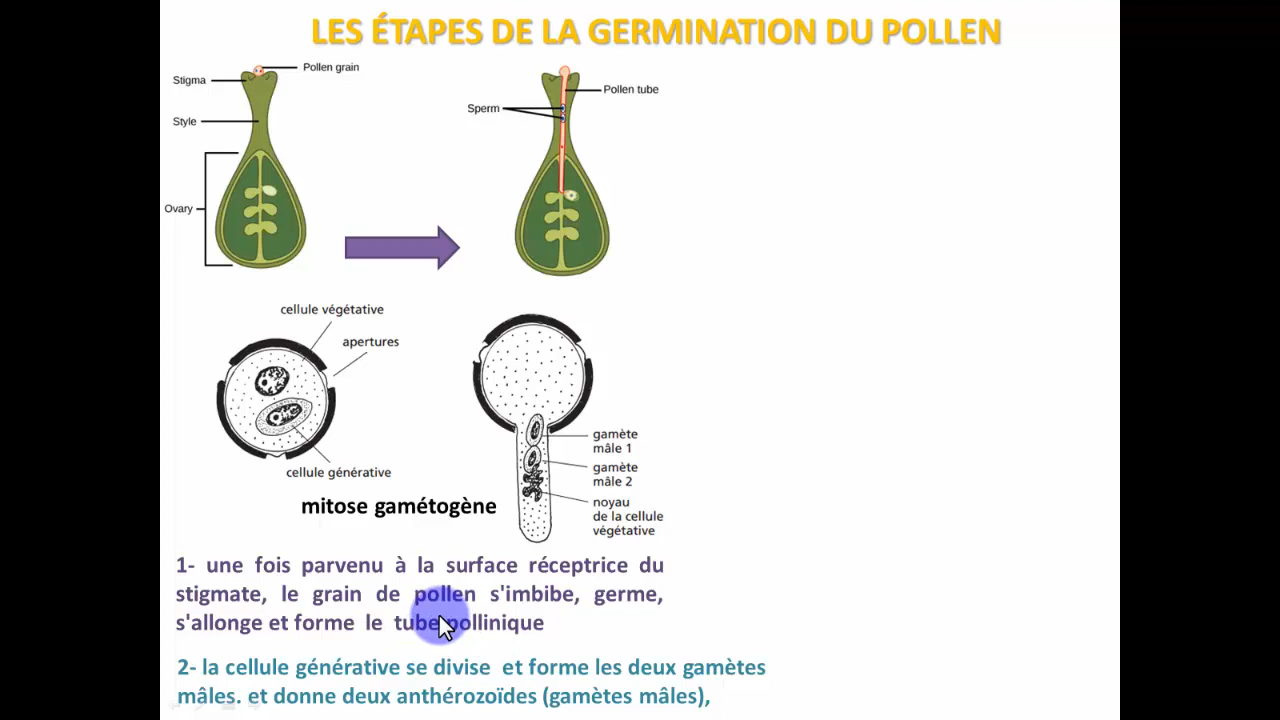 LES ÉTAPES DE LA GERMINATION DU POLLEN
Pollen grain
Stigma
Style
Ovary
Pollen tube
Sperm
cellule végétative
apertures
cellule générative
gamète
mâle 1
gamète
mâle 2
noyau
de la cellule
végétative
mitose gamétogène
1- une fois parvenu à la surface réceptrice du
stigmate, le grain de pollen s'imbibe, germe,
s'allonge et forme le tube pollinique
2- la cellule générative se divise et forme les deux gamètes
mâles. et donne deux anthérozoïdes (gamètes mâles),